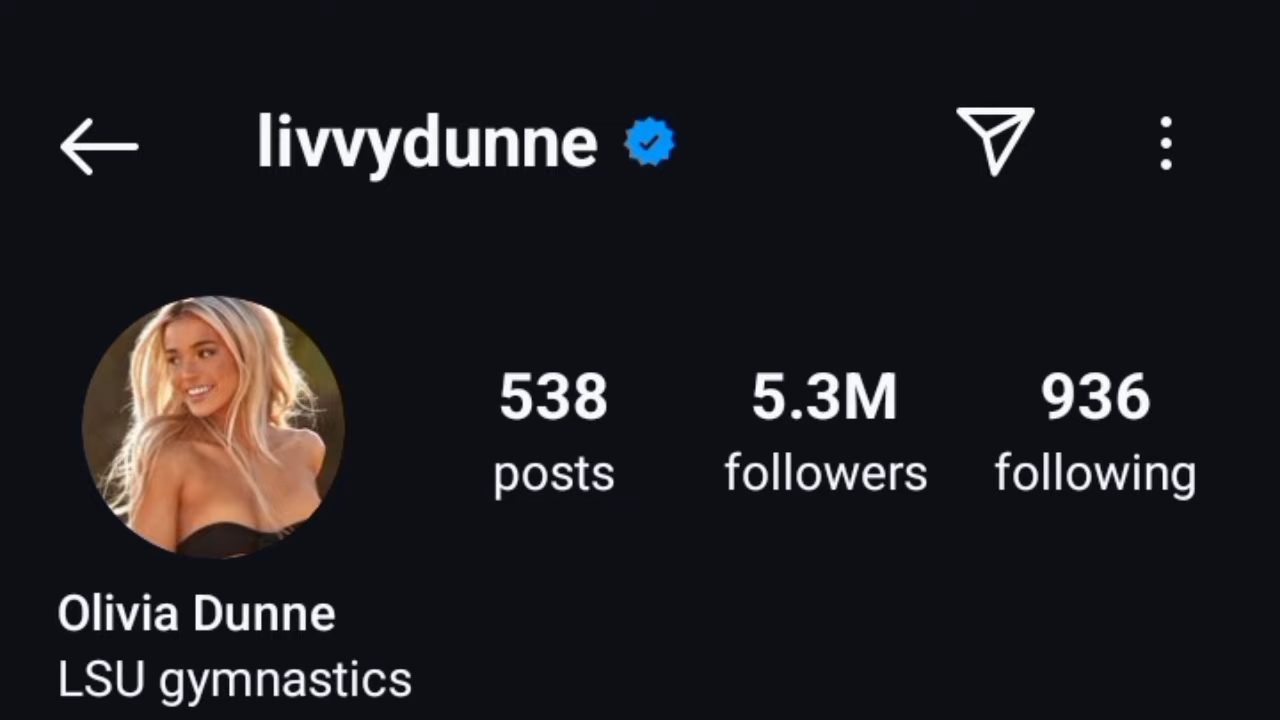 livvydunne
538 5.3M 936
posts followers following
Olivia Dunne
LSU gymnastics